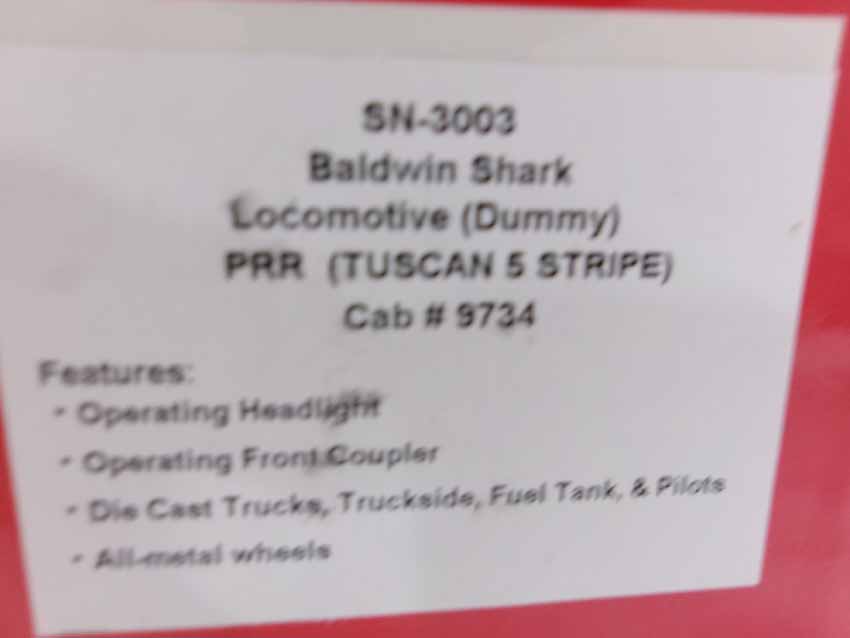 SN-3003
Baldwin Shark
Locomotive (Dummy)
PRR (TUSCAN 5 STRIPE)
Cab # 9734
Features:
- Operating Headlight
- Operating Front Coupler
- Die Cast Trucks, Truckside, Fuel Tank, & Pilots
- All-metal wheels